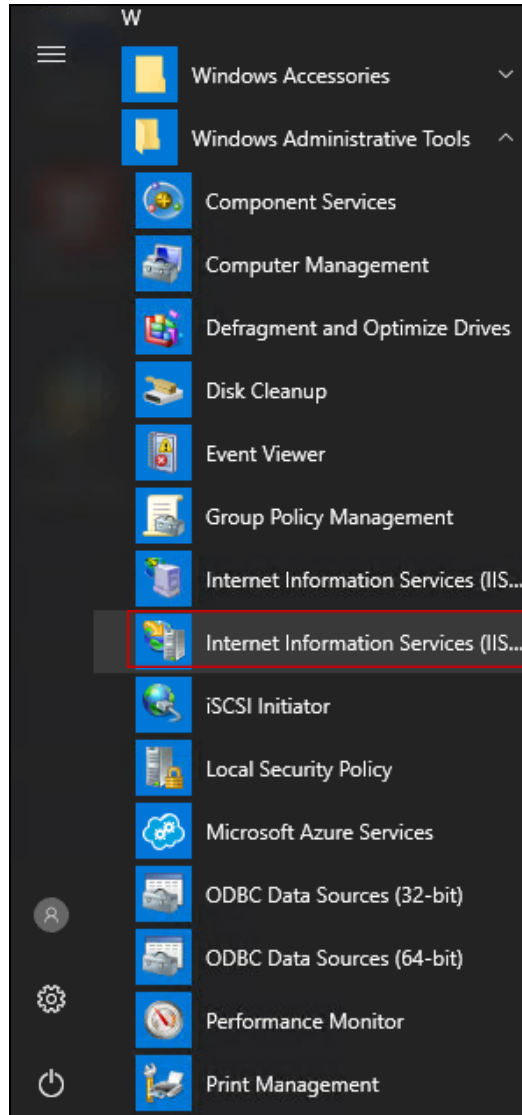 W
Windows Accessories
Windows Administrative Tools
Component Services
Computer Management
Defragment and Optimize Drives
Disk Cleanup
Event Viewer
Group Policy Management
Internet Information Services (IIS...
Internet Information Services (IIS...
iSCSI Initiator
Local Security Policy
Microsoft Azure Services
ODBC Data Sources (32-bit)
ODBC Data Sources (64-bit)
Performance Monitor
Print Management